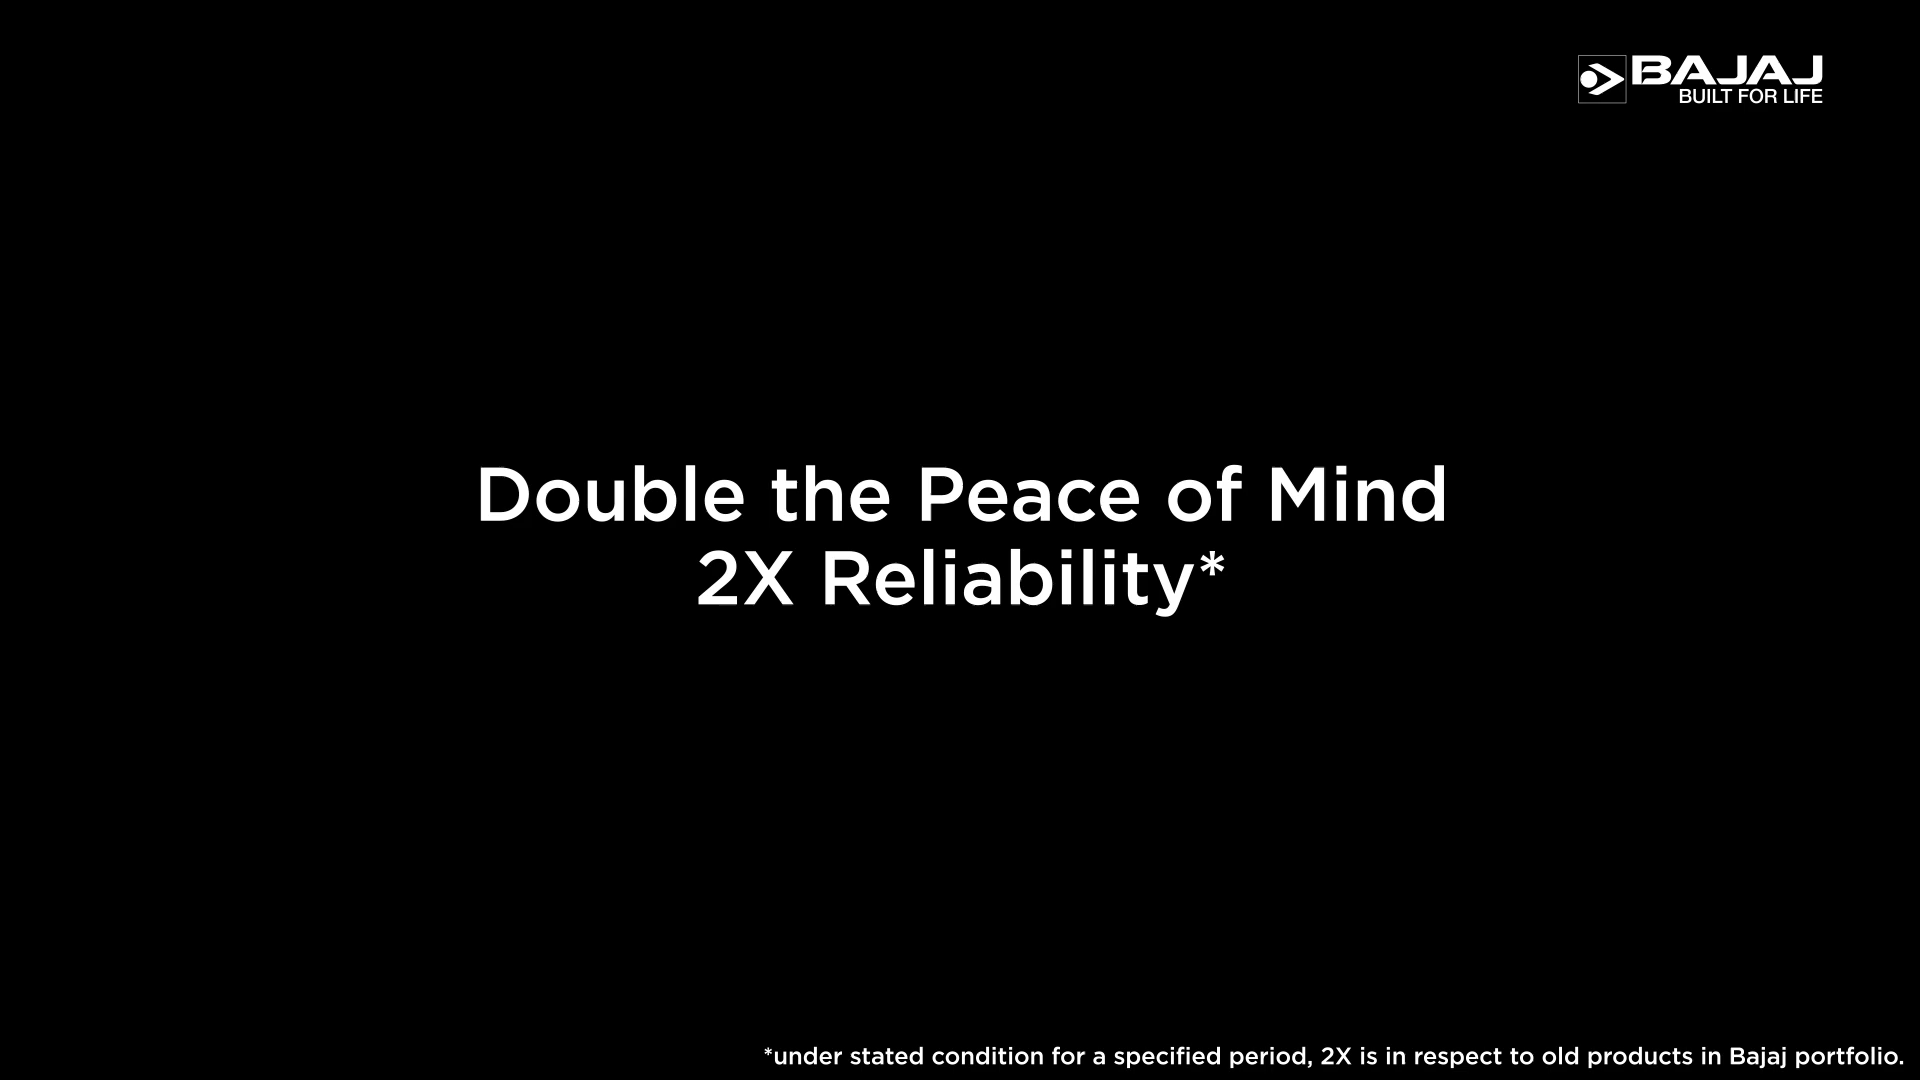 BAJAJ
BUILT FOR LIFE
Double the Peace of Mind
2X Reliability*
*under stated condition for a specified period, 2X is in respect to old products in Bajaj portfolio.